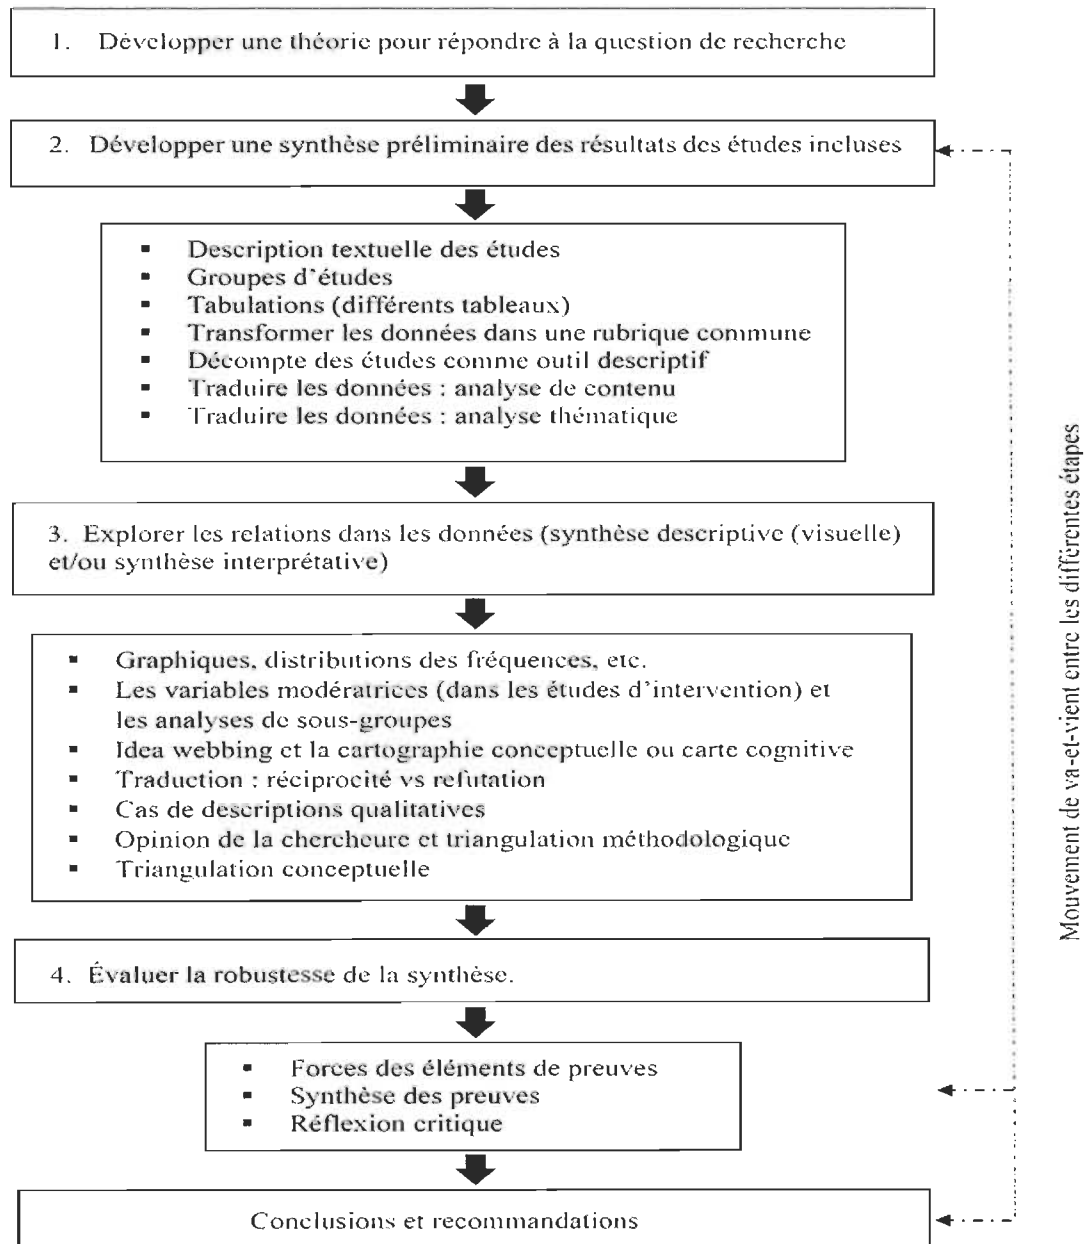 1. Développer une théorie pour répondre à la question de recherche
2. Développer une synthèse préliminaire des résultats des études incluses
▪ Description textuelle des études
▪ Groupes d'études
▪ Tabulations (différents tableaux)
▪ Transformer les données dans une rubrique commune
▪ Décompte des études comme outil descriptif
▪ Traduire les données : analyse de contenu
▪ Traduire les données : analyse thématique
3. Explorer les relations dans les données (synthèse descriptive (visuelle)
et/ou synthèse interprétative)
▪ Graphiques, distributions des fréquences, etc.
▪ Les variables modératrices (dans les études d'intervention) et
les analyses de sous-groupes
▪ Idea webbing et la cartographie conceptuelle ou carte cognitive
▪ Traduction : réciprocité vs refutation
▪ Cas de descriptions qualitatives
▪ Opinion de la chercheure et triangulation méthodologique
▪ Triangulation conceptuelle
4. Évaluer la robustesse de la synthèse.
▪ Forces des éléments de preuves
▪ Synthèse des preuves
▪ Réflexion critique
Conclusions et recommandations
Mouvement de va-et-vient entre les différentes étapes